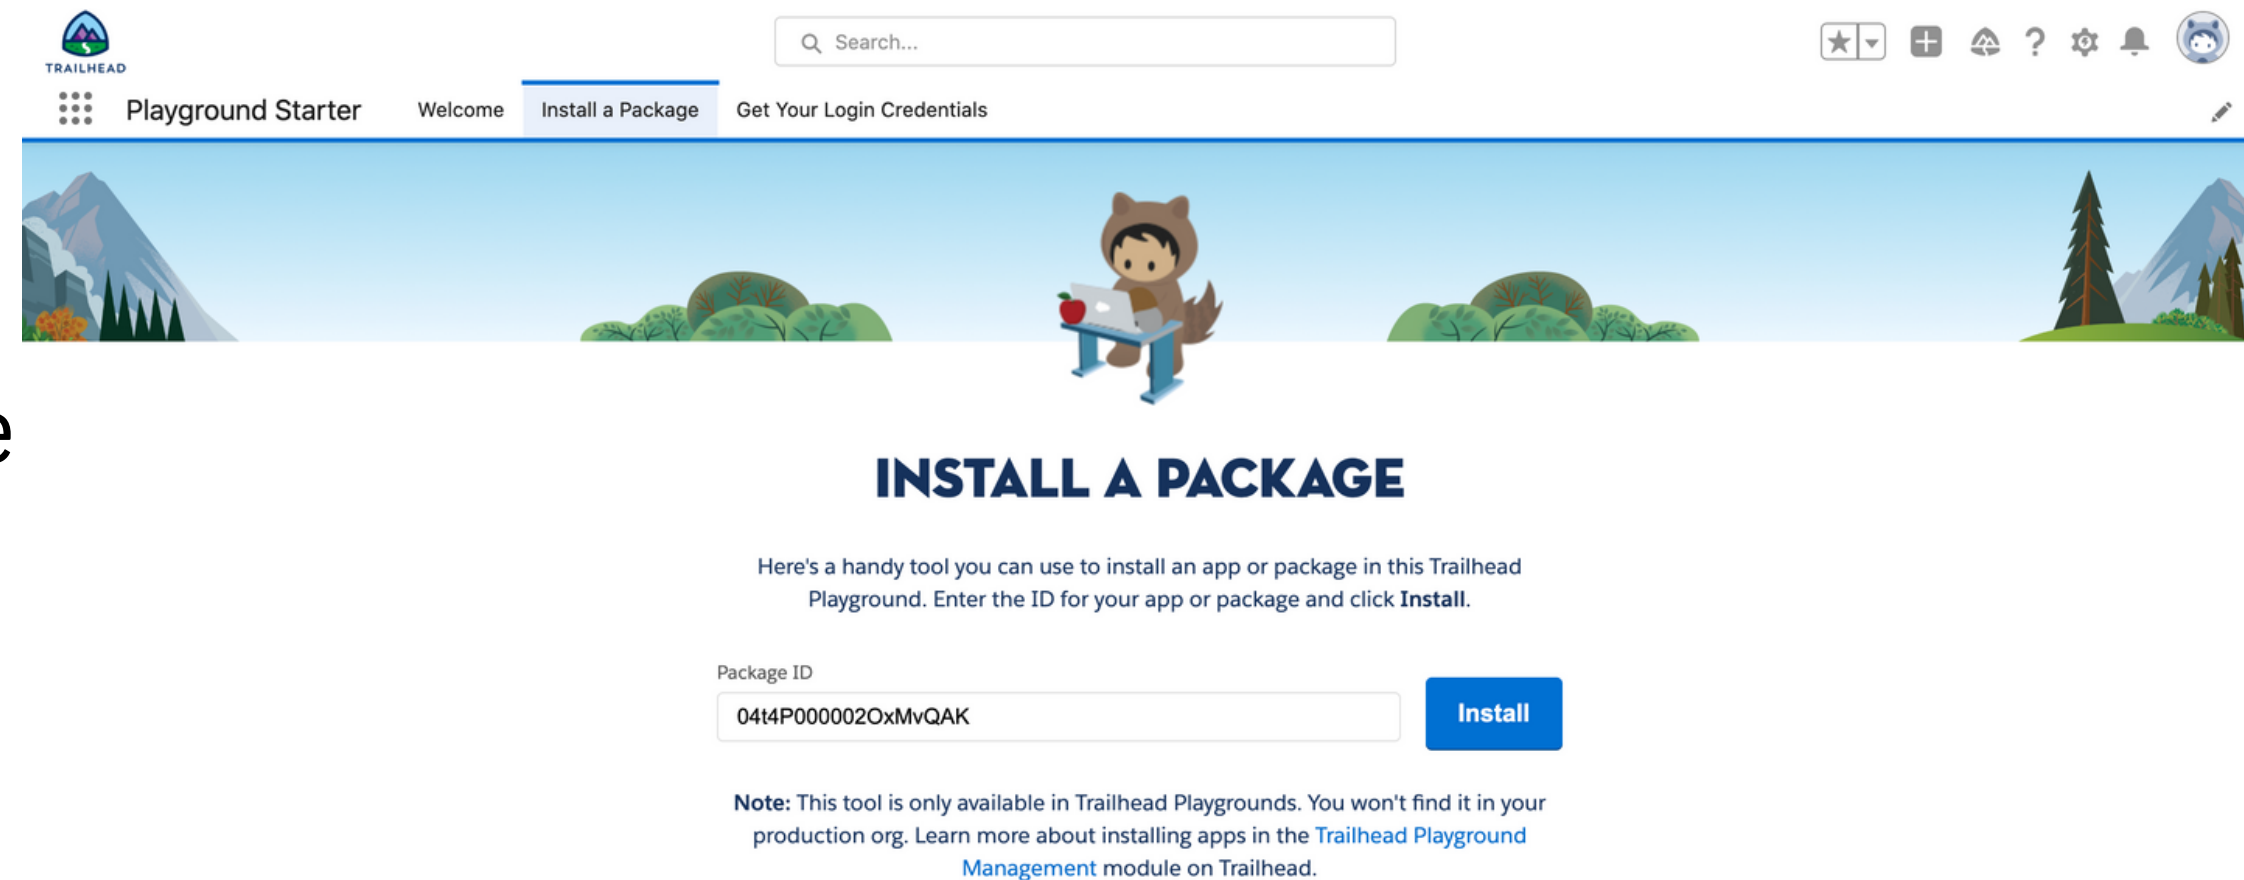 TRAILHEAD
Search...
Playground Starter
Welcome
Install a Package
Get Your Login Credentials
e
INSTALL A PACKAGE
Here's a handy tool you can use to install an app or package in this Trailhead
Playground. Enter the ID for your app or package and click Install.
Package ID
04t4P000002OxMvQAK
Install
Note: This tool is only available in Trailhead Playgrounds. You won't find it in your
production org. Learn more about installing apps in the Trailhead Playground
Management module on Trailhead.